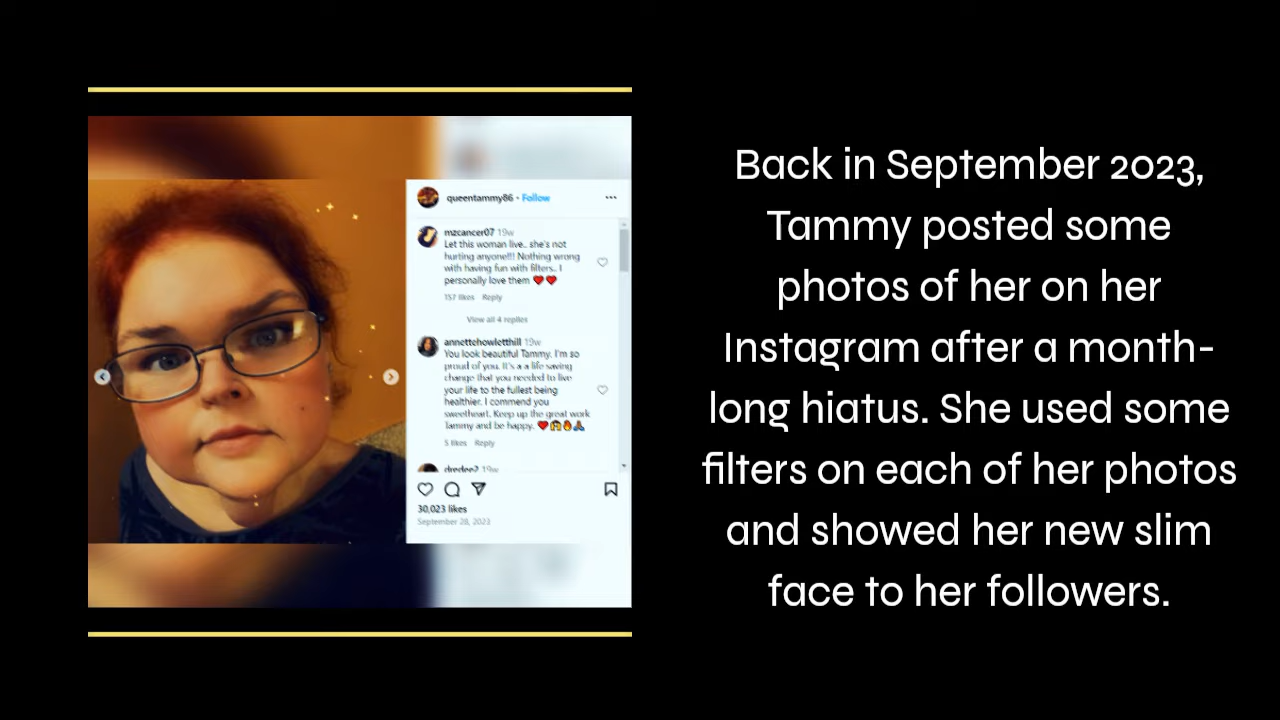 queentammy86 • Follow
mzcancer07 19w
Let this woman live.. she's not
hurting anyone!!! Nothing wrong
with having fun with filters.. I
personally love them ❤️❤️
157 likes Reply
View all 4 replies
annettehowletthill 19w
You look beautiful Tammy. I'm so
proud of you. It's a a life saving
change that you needed to live
your life to the fullest being
healthier. I commend you
sweetheart. Keep up the great work
Tammy and be happy.
5 likes Reply
dredee2 19w
30,023 likes
September 28, 2023
Back in September 2023,
Tammy posted some
photos of her on her
Instagram after a month-
long hiatus. She used some
filters on each of her photos
and showed her new slim
face to her followers.